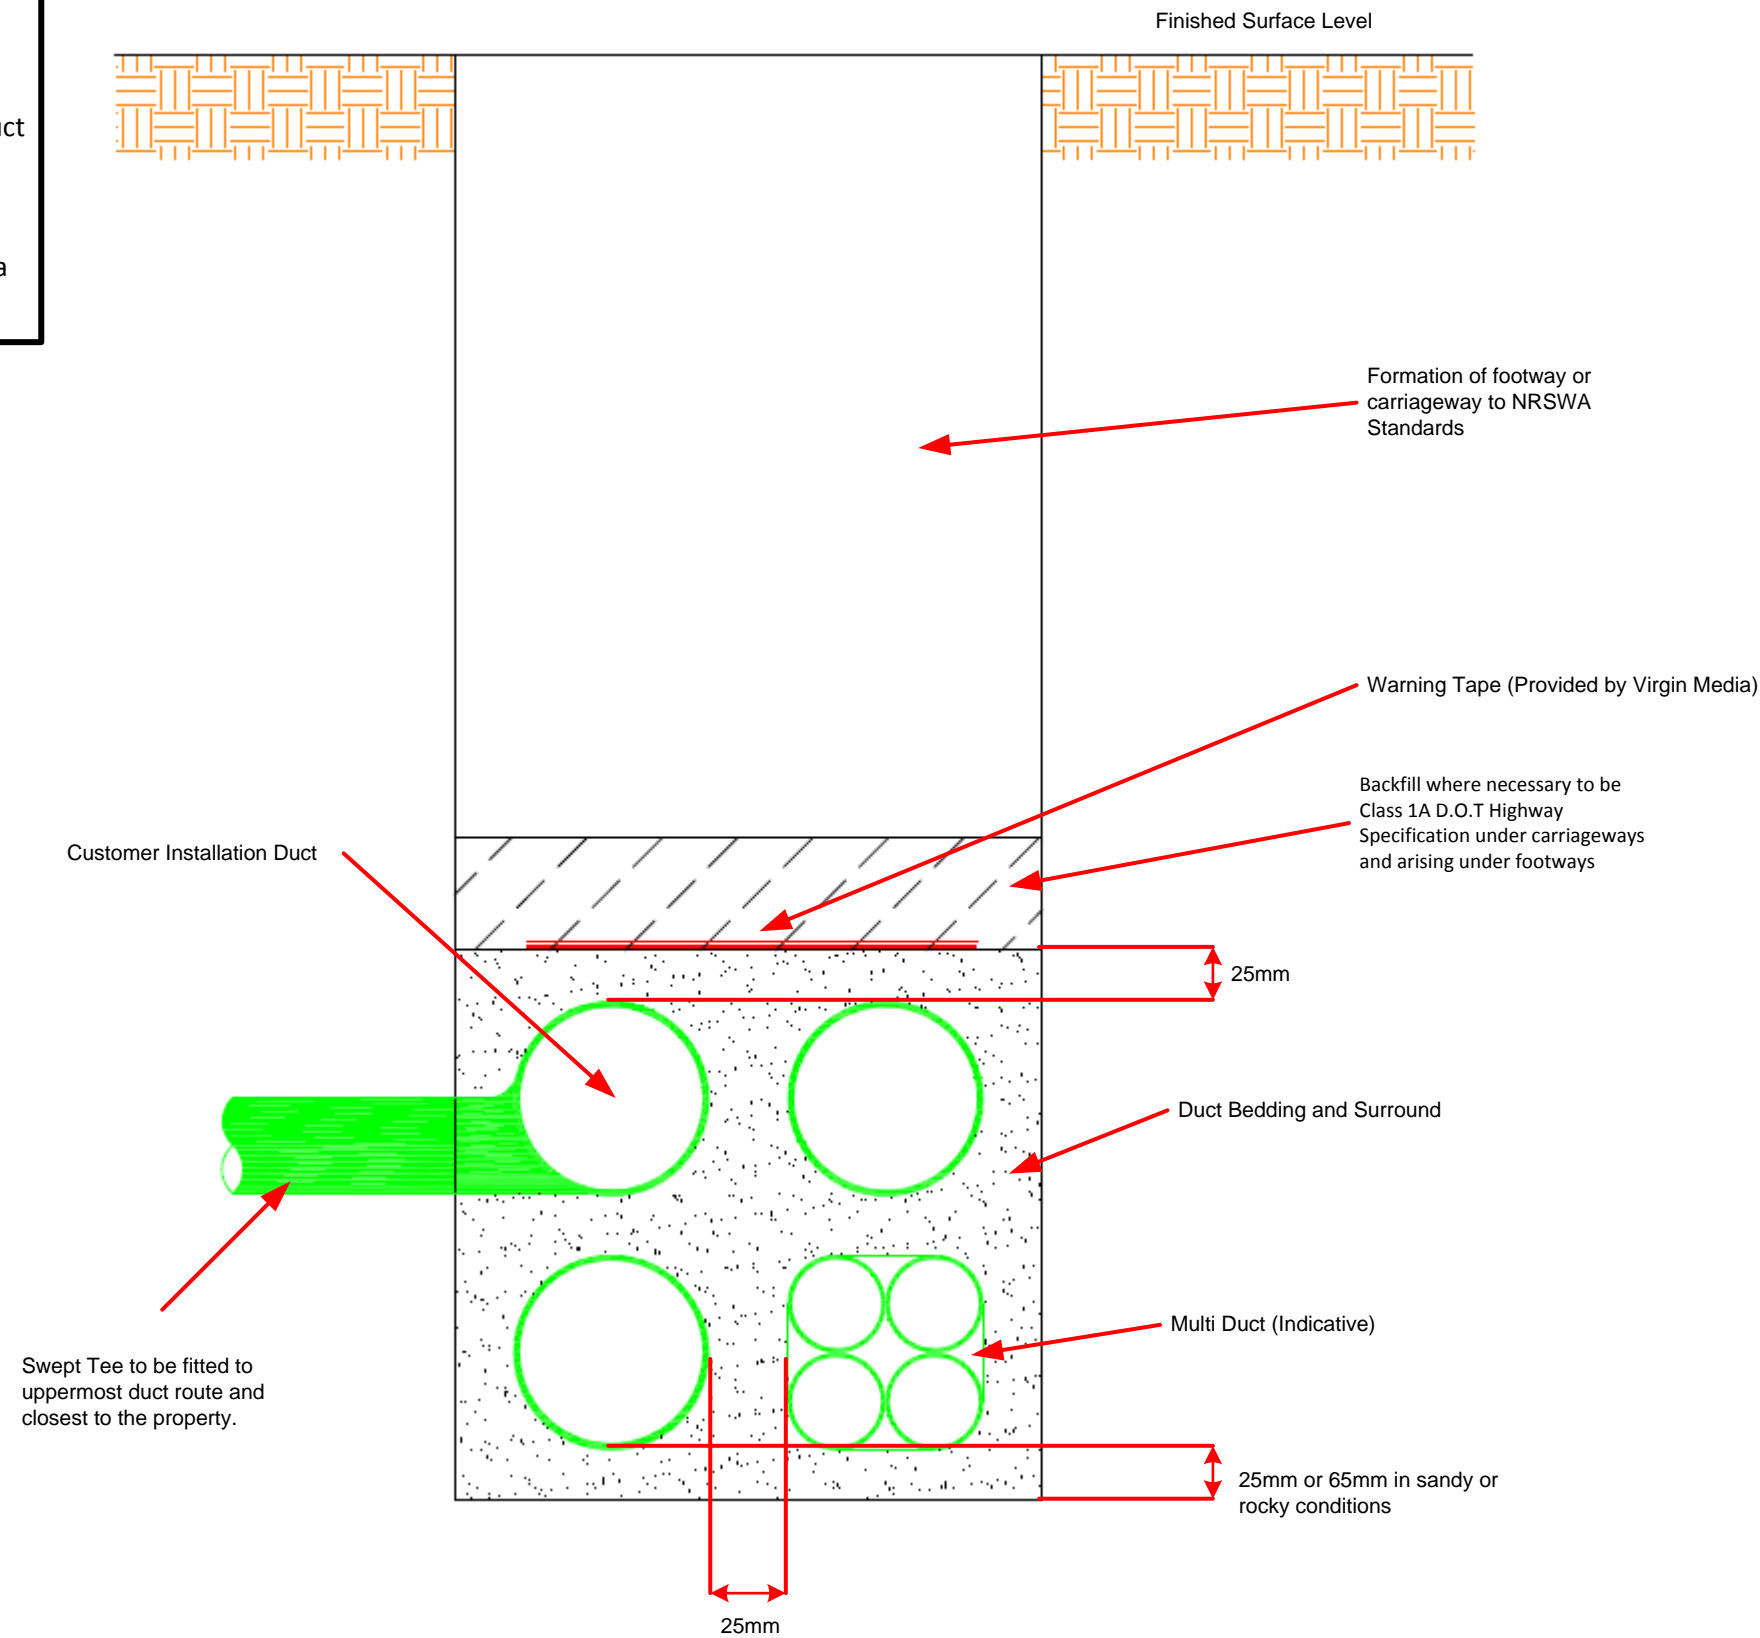 Finished Surface Level
uct
a
Formation of footway or
carriageway to NRSWA
Standards
Warning Tape (Provided by Virgin Media)
Backfill where necessary to be
Class 1A D.O.T Highway
Specification under carriageways
and arising under footways
Customer Installation Duct
25mm
Duct Bedding and Surround
Multi Duct (Indicative)
Swept Tee to be fitted to
uppermost duct route and
closest to the property.
25mm or 65mm in sandy or
rocky conditions
25mm